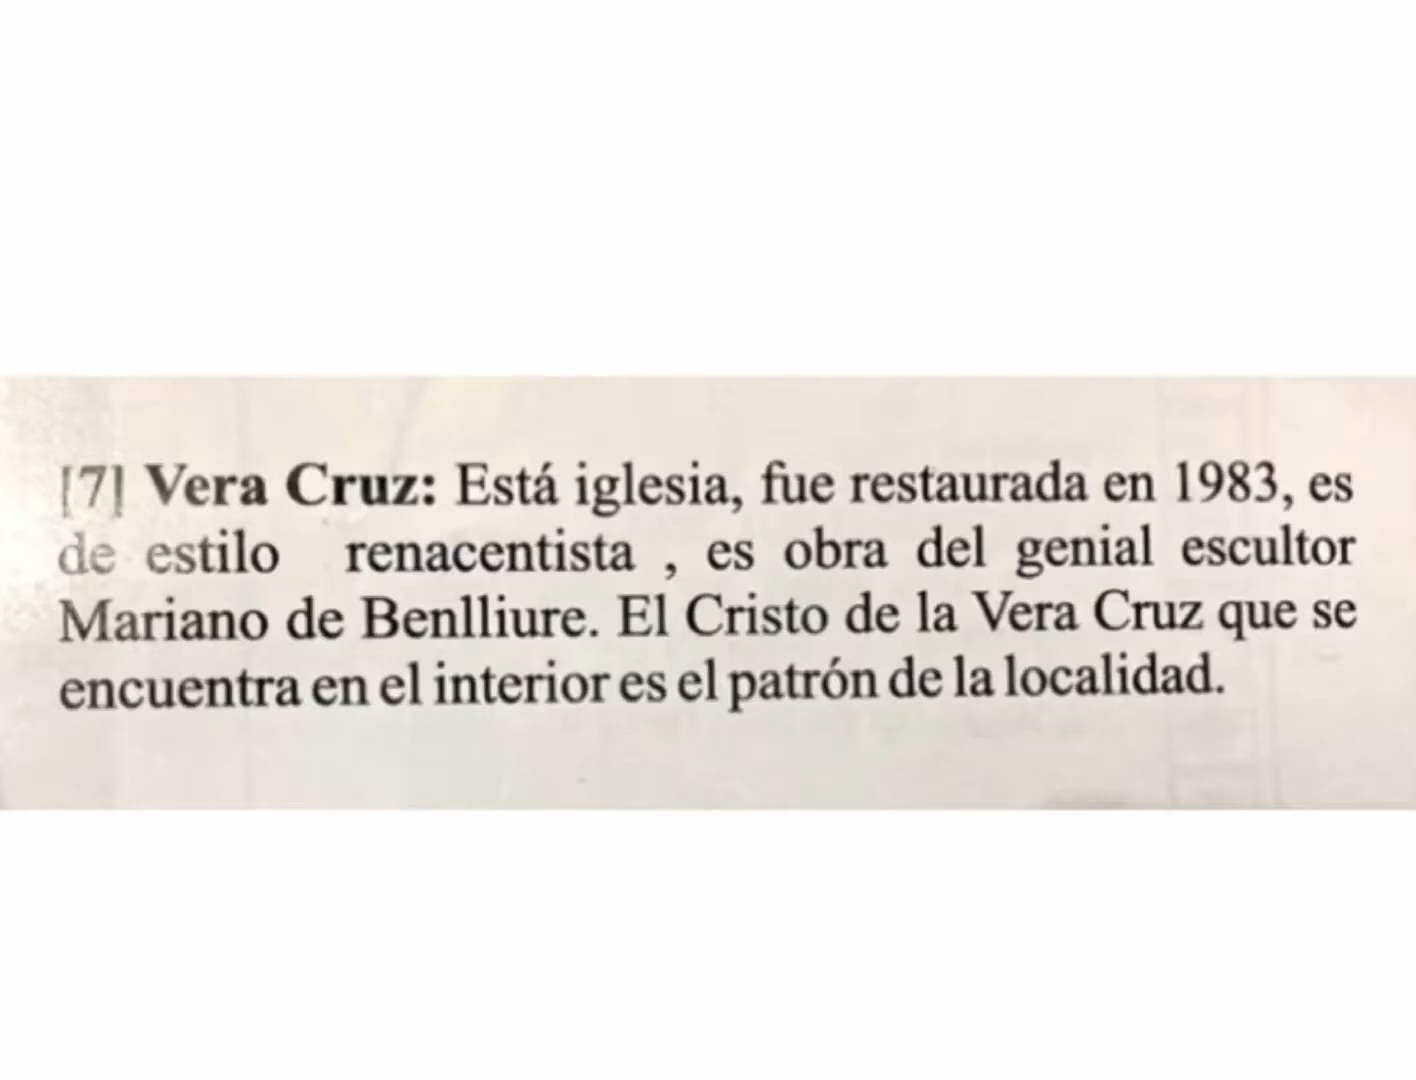 [7] Vera Cruz: Está iglesia, fue restaurada en 1983, es
de estilo renacentista , es obra del genial escultor
Mariano de Benlliure. El Cristo de la Vera Cruz que se
encuentra en el interior es el patrón de la localidad.